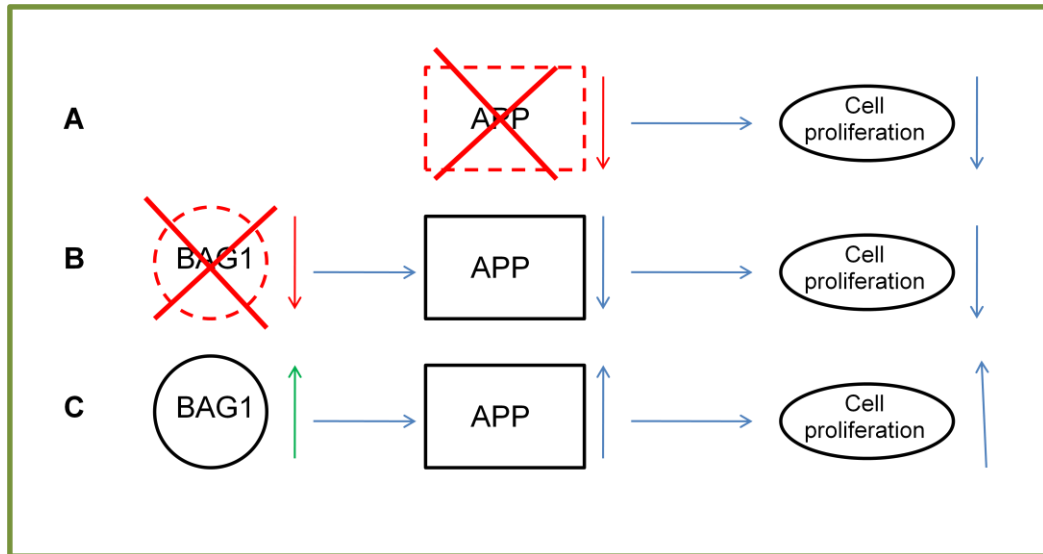 A
APP
Cell
proliferation
B
BAG1
APP
Cell
proliferation
C
BAG1
APP
Cell
proliferation